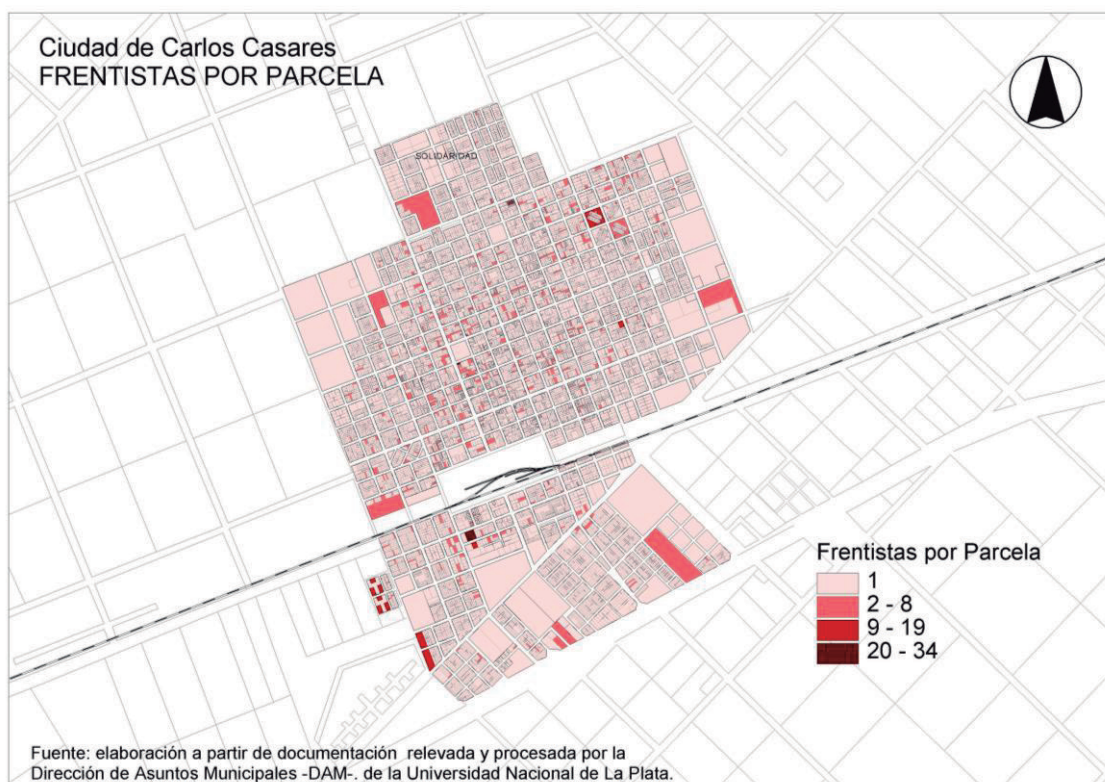 Ciudad de Carlos Casares
FRENTISTAS POR PARCELA
SOLIDARIDAD
Frentistas por Parcela
1
2 - 8
9 - 19
20 - 34
Fuente: elaboración a partir de documentación relevada y procesada por la
Dirección de Asuntos Municipales -DAM-. de la Universidad Nacional de La Plata.